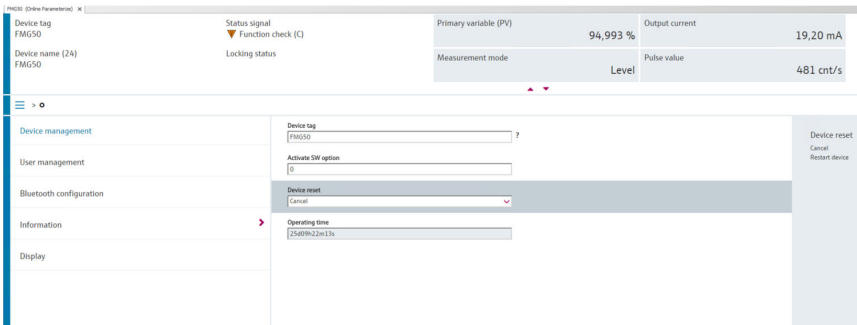 FMG50 (Online Parameterize) ×
Device tag
FMG50
Status signal
Function check (C)
Primary variable (PV)
94,993 %
Output current
19,20 mA
Device name (24)
FMG50
Locking status
Measurement mode
Level
Pulse value
481 cnt/s
>
Device management
User management
Bluetooth configuration
Information
Display
Device tag
FMG50
?
Activate SW option
0
Device reset
Cancel
Operating time
25d09h22m13s
Device reset
Cancel
Restart device